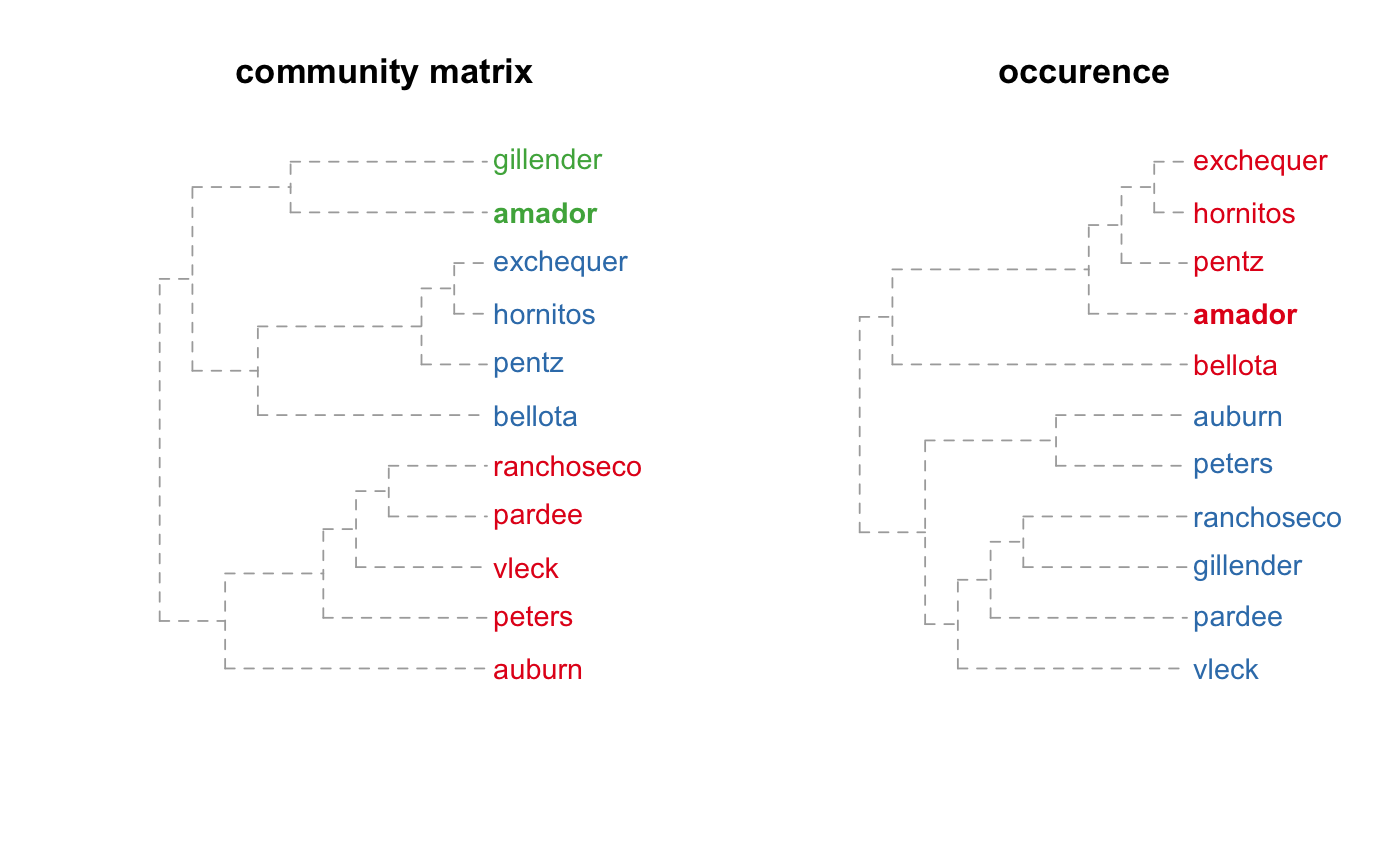 community matrix
gillender
amador
exchequer
hornitos
pentz
bellota
ranchoseco
pardee
vleck
peters
auburn
occurence
exchequer
hornitos
pentz
amador
bellota
auburn
peters
ranchoseco
gillender
pardee
vleck